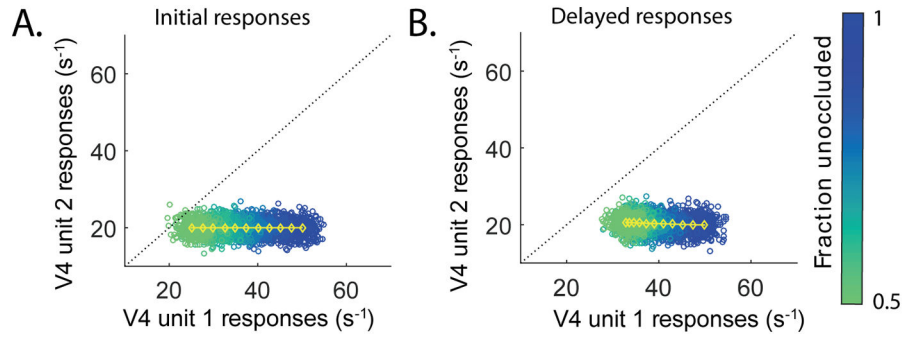 A.
Initial responses
V4 unit 2 responses (s⁻¹)
60
40
20
20
40
60
V4 unit 1 responses (s⁻¹)
B.
Delayed responses
V4 unit 2 responses (s⁻¹)
60
40
20
20
40
60
V4 unit 1 responses (s⁻¹)
1
Fraction unoccluded
0.5